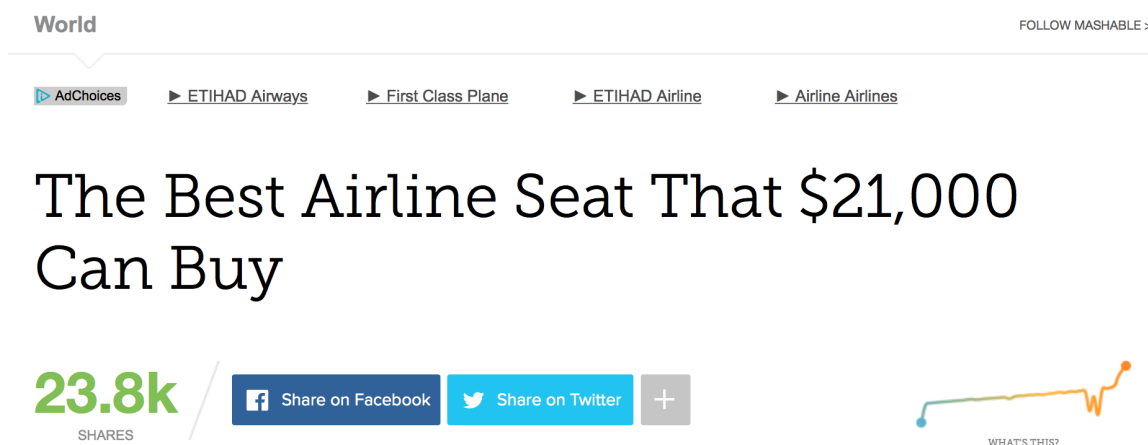 World
FOLLOW MASHABLE >
AdChoices ▶ ETIHAD Airways ▶ First Class Plane ▶ ETIHAD Airline ▶ Airline Airlines
The Best Airline Seat That $21,000
Can Buy
23.8k
SHARES
Share on Facebook
Share on Twitter
+
WHAT'S THIS?